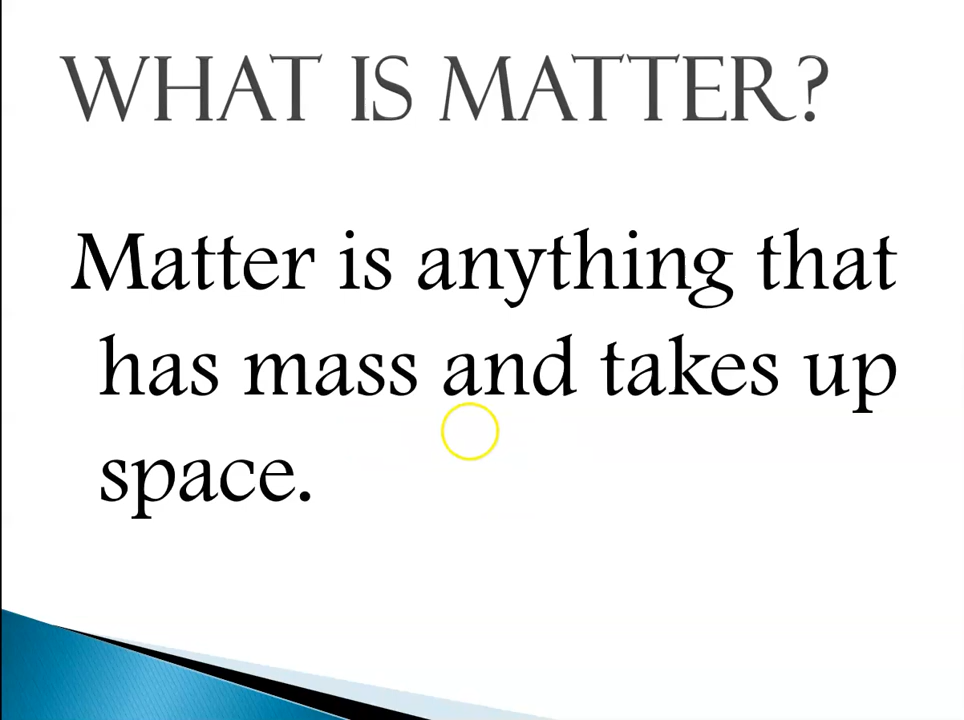 WHAT IS MATTER?
Matter is anything that
has mass and takes up
space.